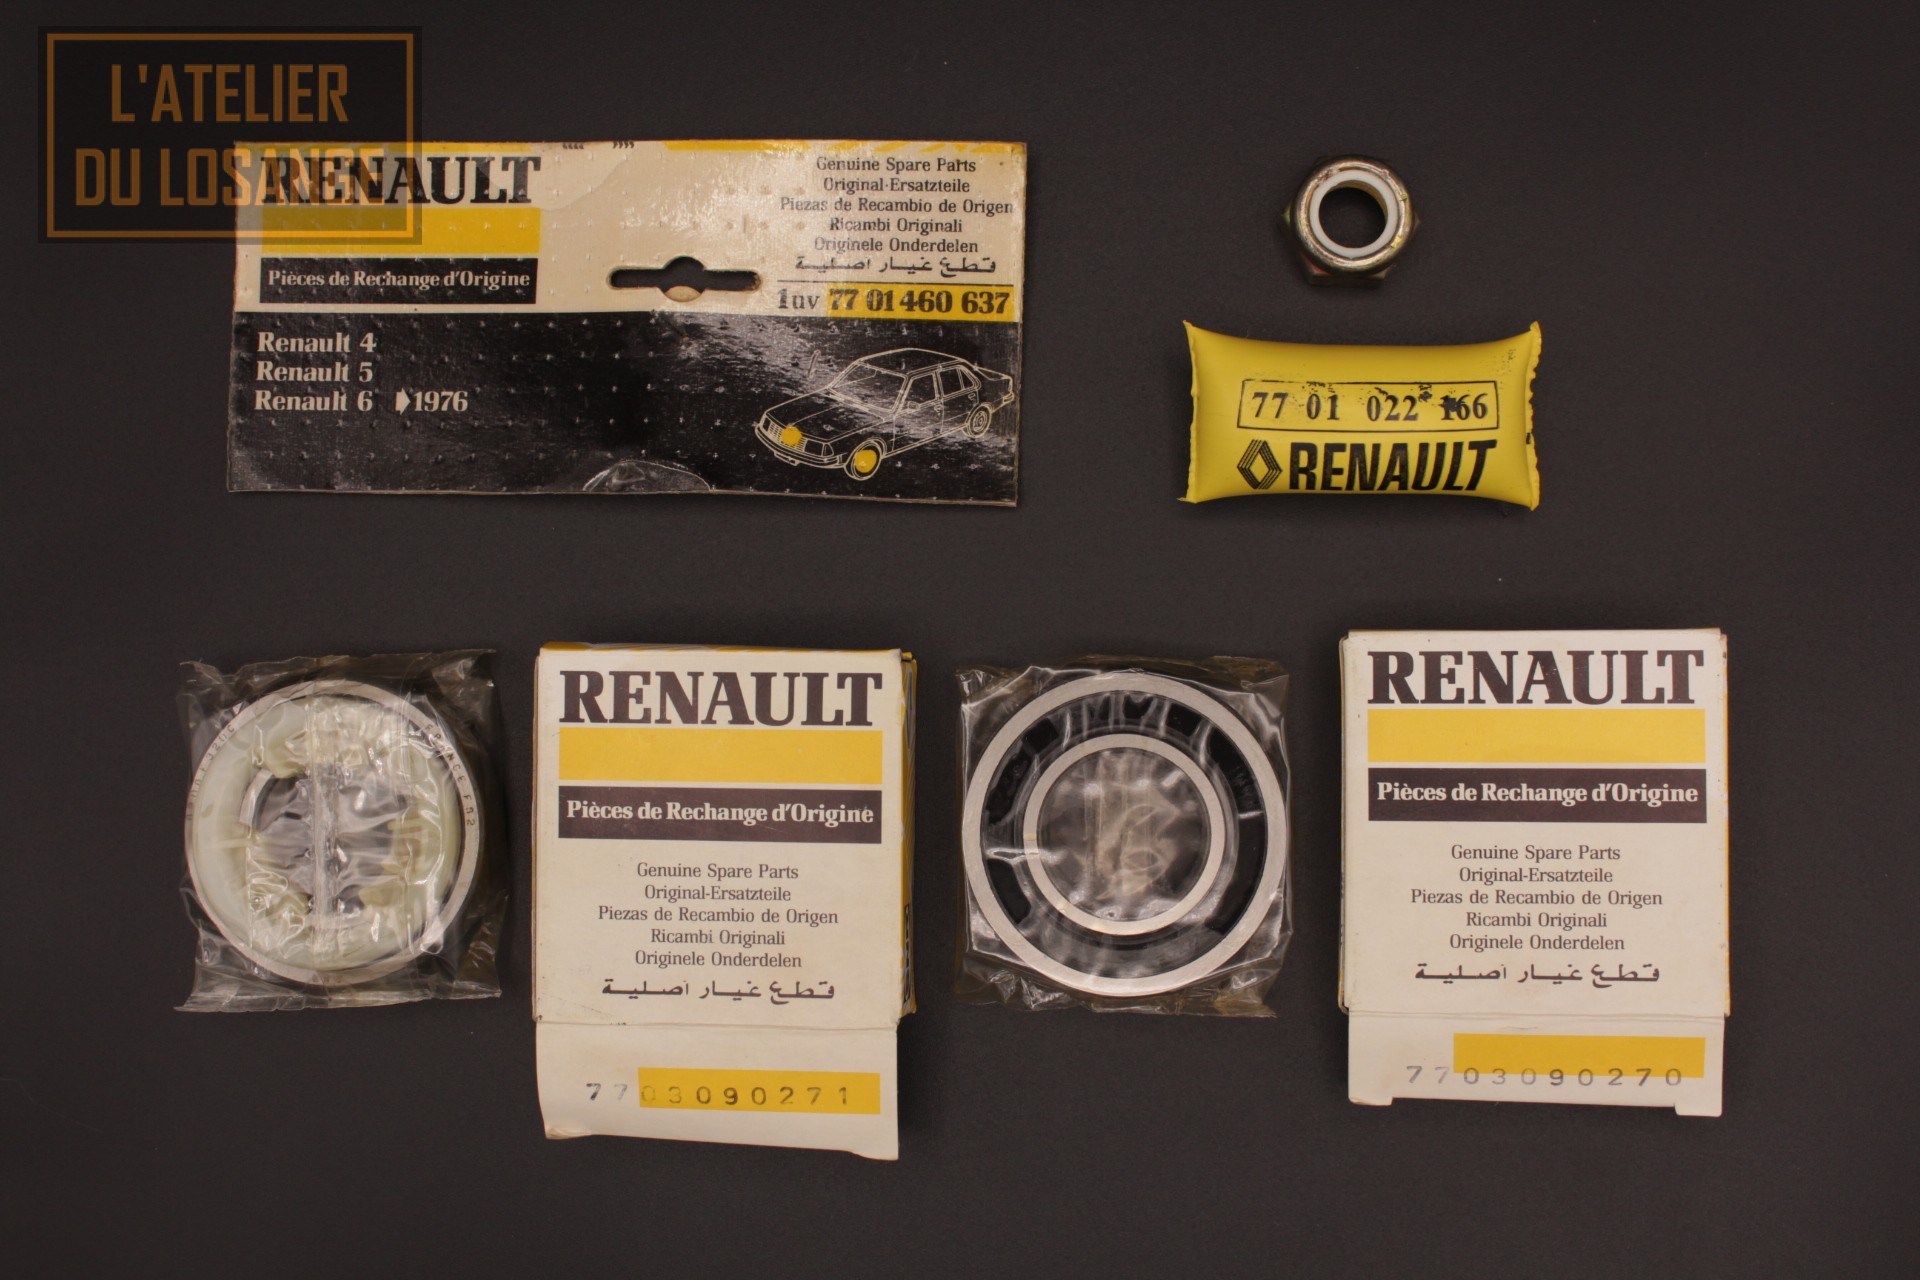 L'ATELIER
DU LOSANGE
RENAULT
Pièces de Rechange d'Origine
Genuine Spare Parts
Original-Ersatzteile
Piezas de Recambio de Origen
Ricambi Originali
Originele Onderdelen
قطع غيار اصلية
1uv 77 01 460 637
Renault 4
Renault 5
Renault 6 ➧1976
77 01 022 166
RENAULT
RENAULT
Pièces de Rechange d'Origine
Genuine Spare Parts
Original-Ersatzteile
Piezas de Recambio de Origen
Ricambi Originali
Originele Onderdelen
قطع غيار اصلية
7703090271
RENAULT
Pièces de Rechange d'Origine
Genuine Spare Parts
Original-Ersatzteile
Piezas de Recambio de Origen
Ricambi Originali
Originele Onderdelen
قطع غيار اصلية
7703090270